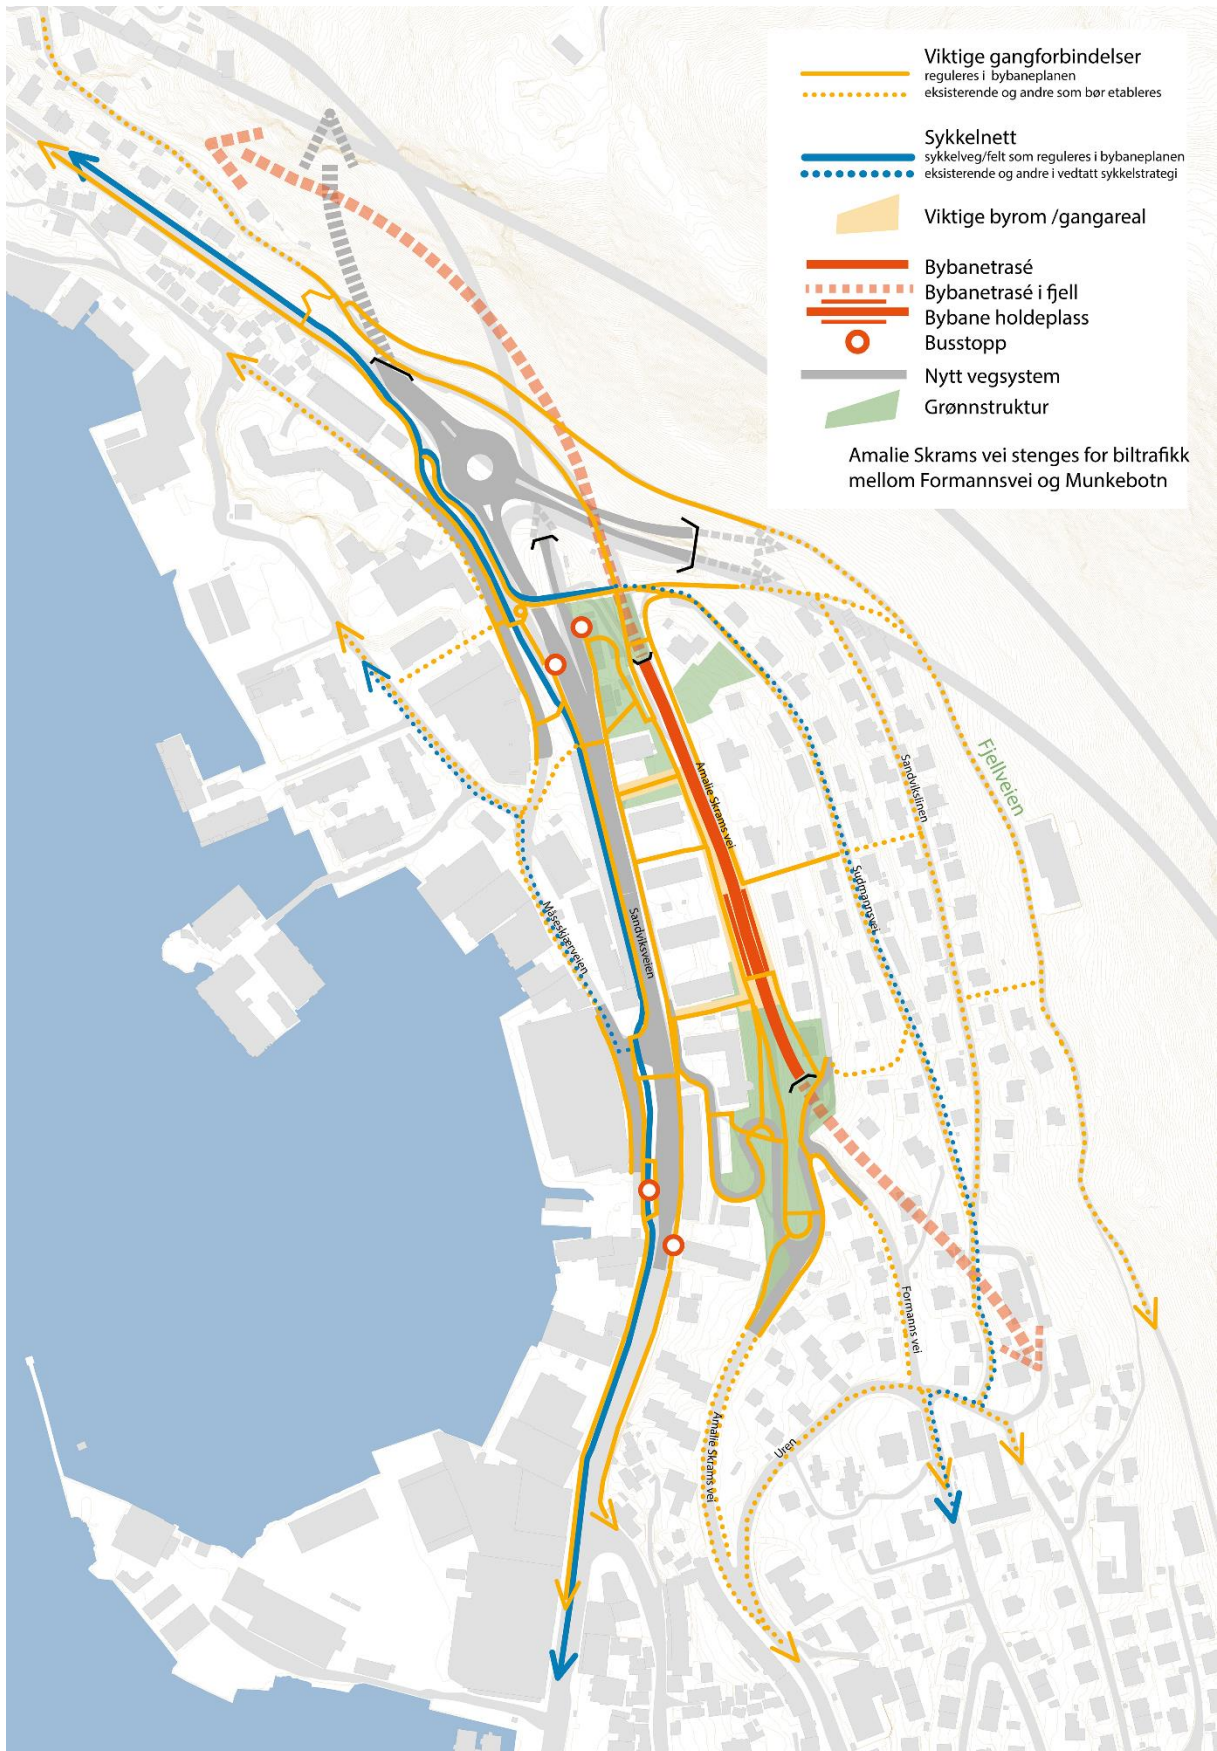 Viktige gangforbindelser
reguleres i bybaneplanen
eksisterende og andre som bør etableres
Sykkelnett
sykkelveg/felt som reguleres i bybaneplanen
eksisterende og andre i vedtatt sykkelstrategi
Viktige byrom /gangareal
Bybanetrasé
Bybanetrasé i fjell
Bybane holdeplass
Busstopp
Nytt vegsystem
Grønnstruktur
Amalie Skrams vei stenges for biltrafikk
mellom Formannsvei og Munkebotn
Fjellveien
Sandvikslinen
Amalie Skrams vei
Sudmannsvei
Måseskjærveien
Sandviksveien
Formanns vei
Amalie Skrams vei
Uren